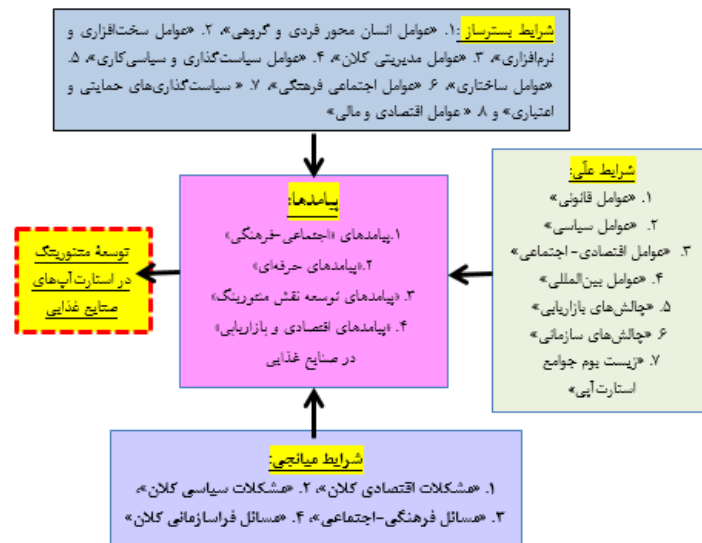 شرایط بسترساز: ۱. «عوامل انسان محور فردی و گروهی»، ۲. «عوامل سخت‌افزاری و
نرم‌افزاری»، ۳. «عوامل مدیریتی کلان»، ۴. «عوامل سیاست‌گذاری و سیاسی‌کاری»، ۵.
«عوامل ساختاری»، ۶. «عوامل اجتماعی فرهنگی»، ۷. « سیاست‌گذاری‌های حمایتی و
اعتباری» و ۸. « عوامل اقتصادی و مالی»
شرایط علّی:
۱. «عوامل قانونی»
۲. «عوامل سیاسی»
۳. «عوامل اقتصادی- اجتماعی»
۴. «عوامل بین‌المللی»
۵. «چالش‌های بازاریابی»
۶. «چالش‌های سازمانی»
۷. «زیست بوم جوامع
استارت‌آپی»
پیامدها:
۱.پیامدهای «اجتماعی-فرهنگی»
۲.«پیامدهای حرفه‌ای»
۳. «پیامدهای توسعه نقش منتورینگ»
۴. «پیامدهای اقتصادی و بازاریابی»
در صنایع غذایی
توسعهٔ منتورینگ
در استارت‌آپ‌های
صنایع غذایی
شرایط میانجی:
۱. «مشکلات اقتصادی کلان»، ۲. «مشکلات سیاسی کلان»،
۳. «مسائل فرهنگی-اجتماعی»، ۴. «مسائل فراسازمانی کلان»